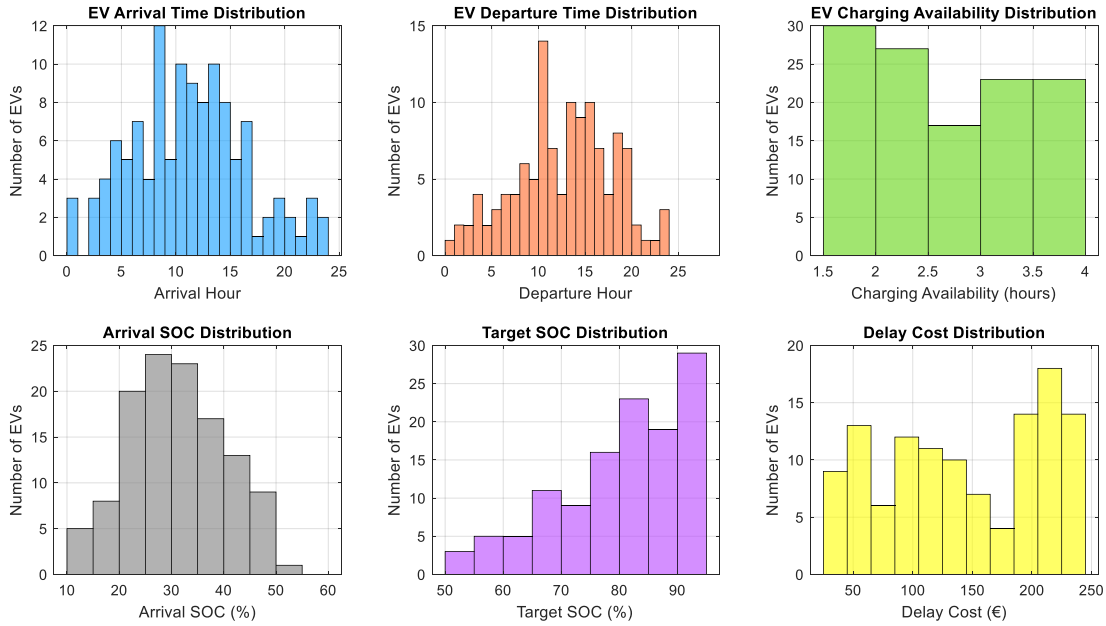 EV Arrival Time Distribution
12
10
8
6
4
2
0
Number of EVs
0 5 10 15 20 25
Arrival Hour
EV Departure Time Distribution
15
10
5
0
Number of EVs
0 5 10 15 20 25
Departure Hour
EV Charging Availability Distribution
30
25
20
15
10
5
0
Number of EVs
1.5 2 2.5 3 3.5 4
Charging Availability (hours)
Arrival SOC Distribution
25
20
15
10
5
0
Number of EVs
10 20 30 40 50 60
Arrival SOC (%)
Target SOC Distribution
30
25
20
15
10
5
0
Number of EVs
50 60 70 80 90
Target SOC (%)
Delay Cost Distribution
20
15
10
5
0
Number of EVs
50 100 150 200 250
Delay Cost (€)